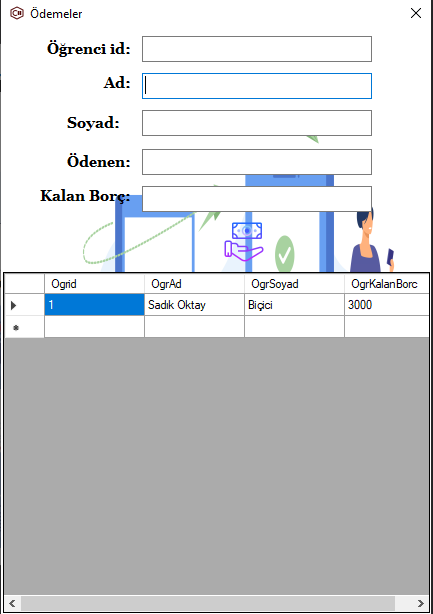 Ödemeler
Öğrenci id:
Ad:
Soyad:
Ödenen:
Kalan Borç:
Ogrid OgrAd OgrSoyad OgrKalanBorc
1 Sadık Oktay Biçici 3000